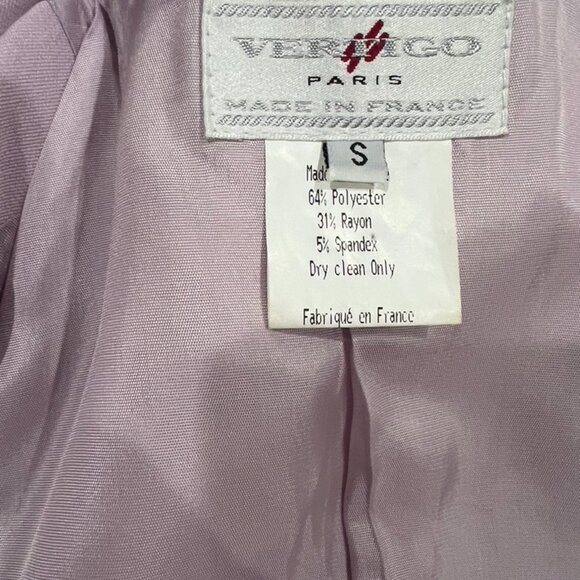 VERTIGO
PARIS
MADE IN FRANCE
S
64% Polyester
31% Rayon
5% Spandex
Dry clean Only
Fabriqué en France